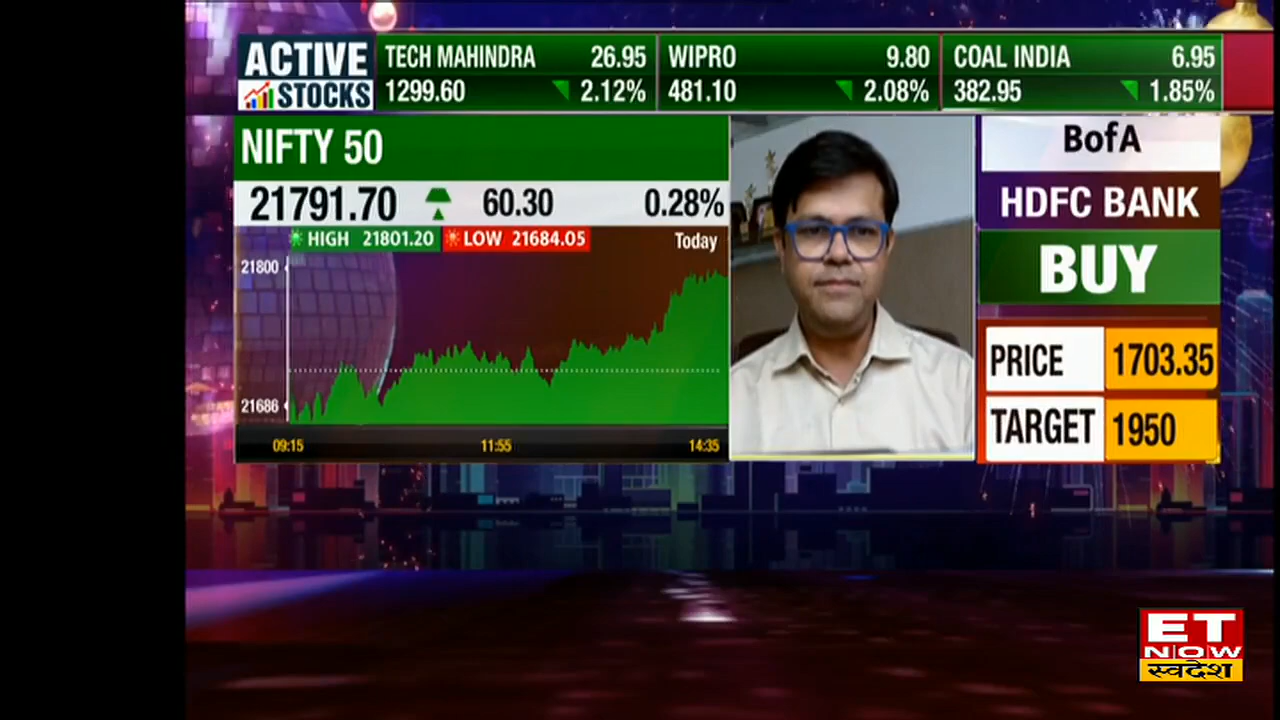 ACTIVE
STOCKS
TECH MAHINDRA 26.95
1299.60 2.12%
WIPRO 9.80
481.10 2.08%
COAL INDIA 6.95
382.95 1.85%
NIFTY 50
21791.70 60.30 0.28%
HIGH 21801.20 LOW 21684.05 Today
21800
21686
09:15 11:55 14:35
BofA
HDFC BANK
BUY
PRICE 1703.35
TARGET 1950
ET
NOW
स्वदेश